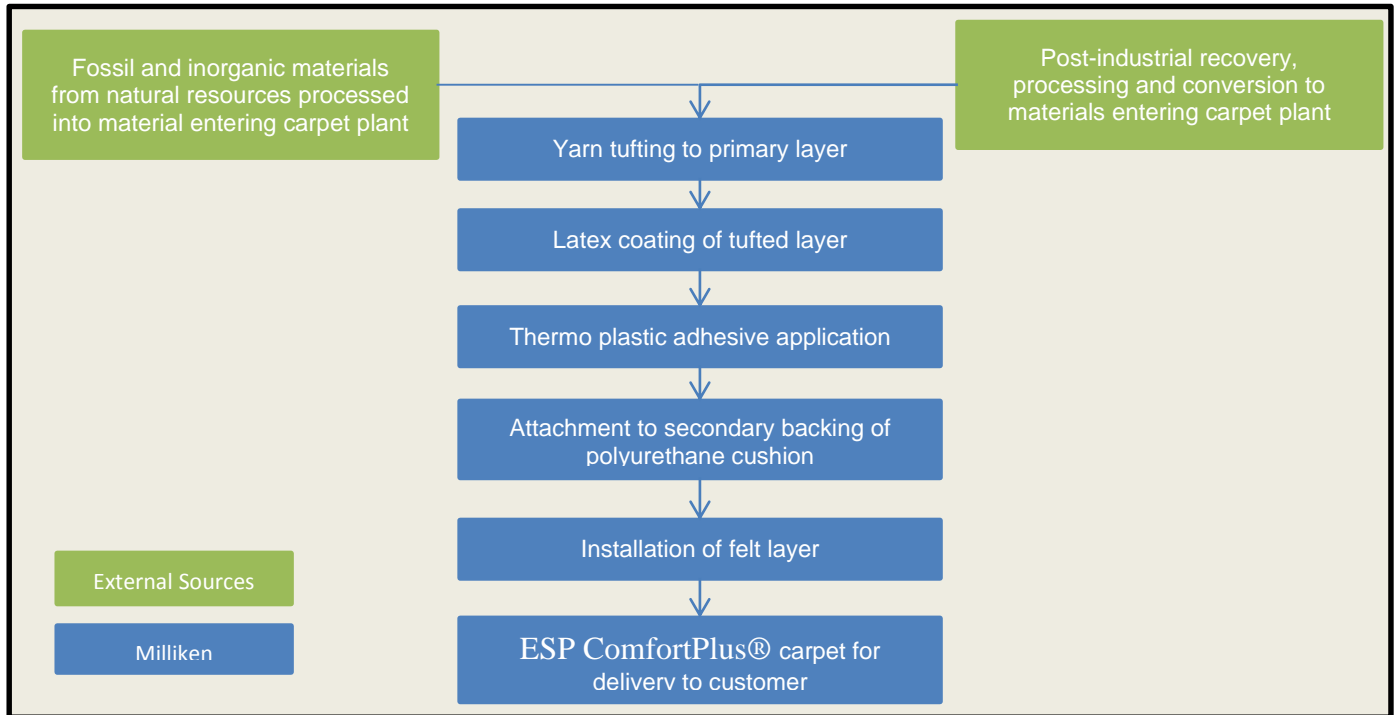 Fossil and inorganic materials
from natural resources processed
into material entering carpet plant
Post-industrial recovery,
processing and conversion to
materials entering carpet plant
Yarn tufting to primary layer
Latex coating of tufted layer
Thermo plastic adhesive application
Attachment to secondary backing of
polyurethane cushion
Installation of felt layer
External Sources
Milliken
ESP ComfortPlus® carpet for
delivery to customer